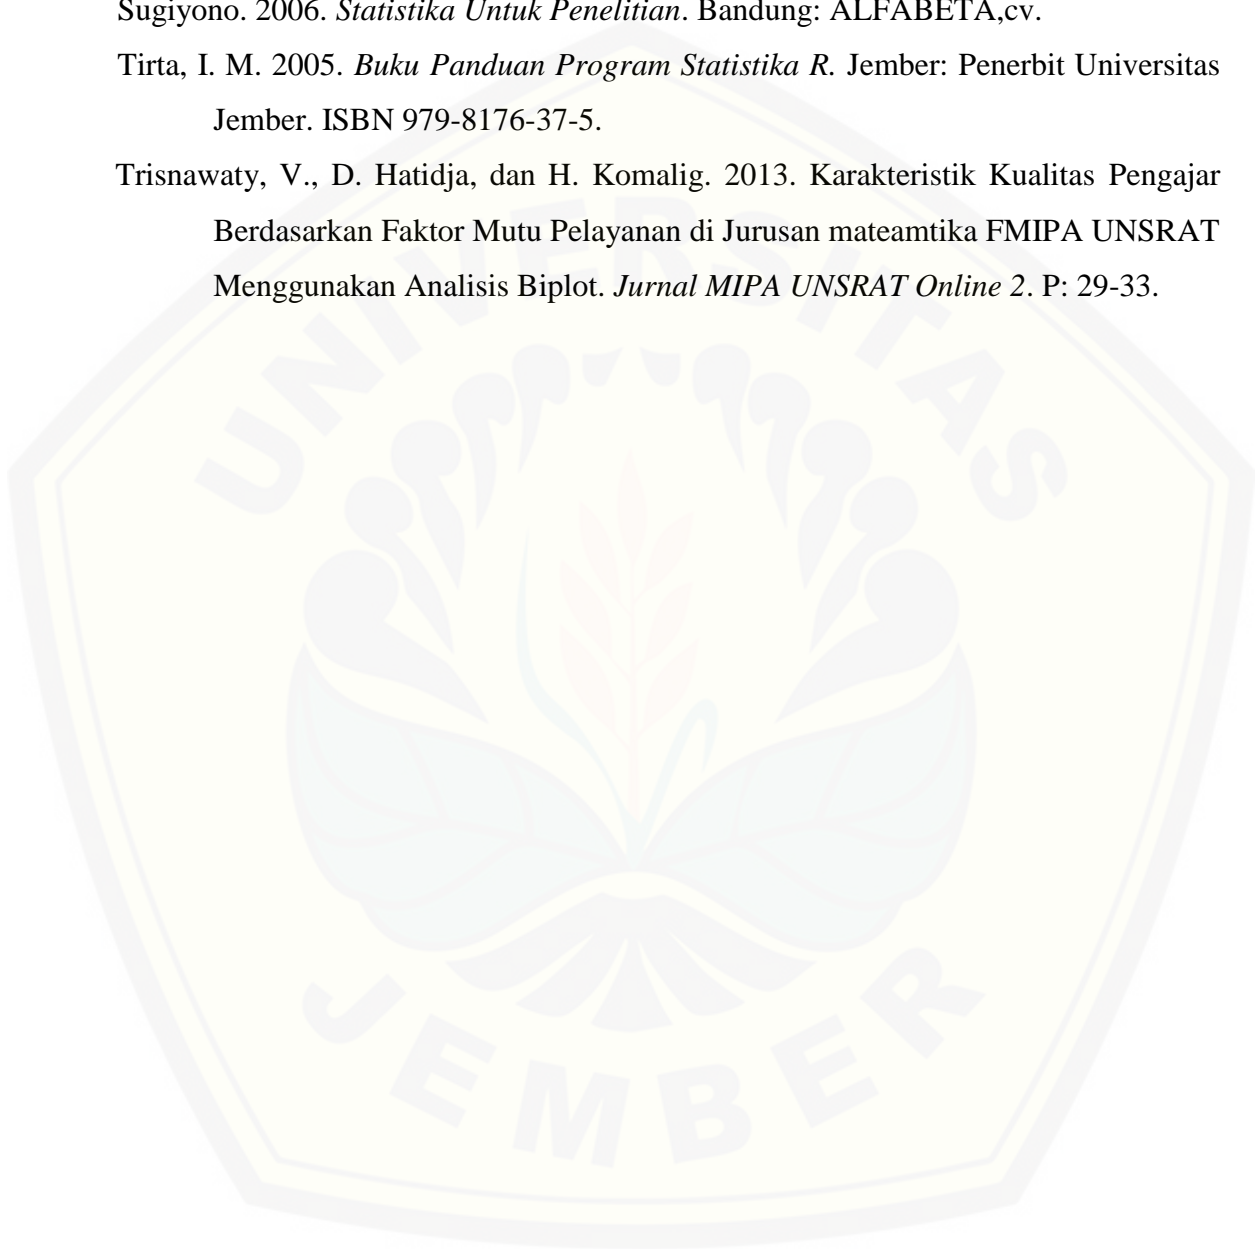 Sugiyono. 2006. Statistika Untuk Penelitian. Bandung: ALFABETA,cv.
Tirta, I. M. 2005. Buku Panduan Program Statistika R. Jember: Penerbit Universitas
Jember. ISBN 979-8176-37-5.
Trisnawaty, V., D. Hatidja, dan H. Komalig. 2013. Karakteristik Kualitas Pengajar
Berdasarkan Faktor Mutu Pelayanan di Jurusan mateamtika FMIPA UNSRAT
Menggunakan Analisis Biplot. Jurnal MIPA UNSRAT Online 2. P: 29-33.
UNIVERSITAS
JEMBER